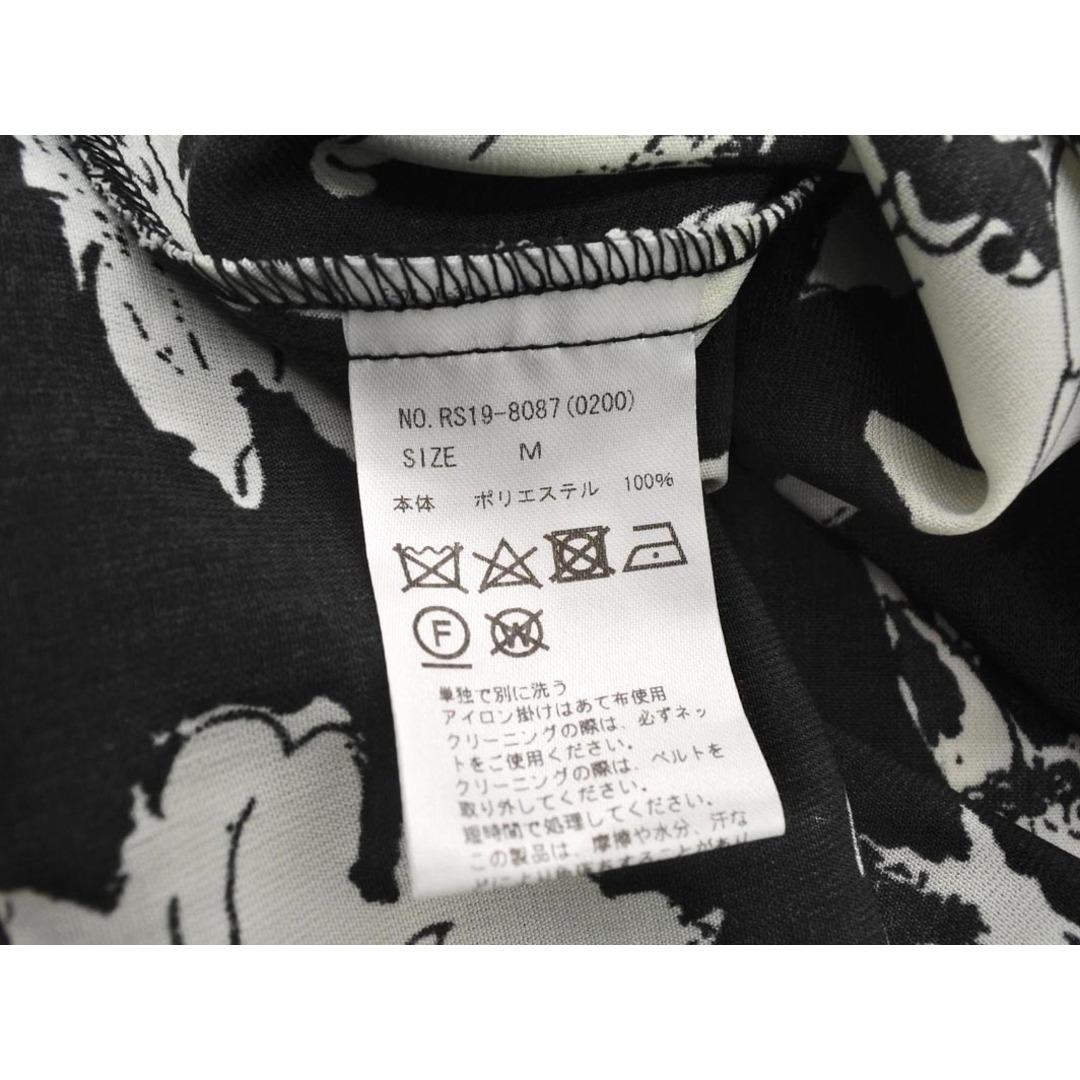 NO.RS19-8087(0200)
SIZE M
本体 ポリエステル 100%
F
W
単独で別に洗う
アイロン掛けはあて布使用
クリーニングの際は、必ずネッ
トをご使用ください。
クリーニングの際は、ベルトを
取り外してください。
短時間で処理してください。
この製品は、摩擦や水分、汗な
どにより色